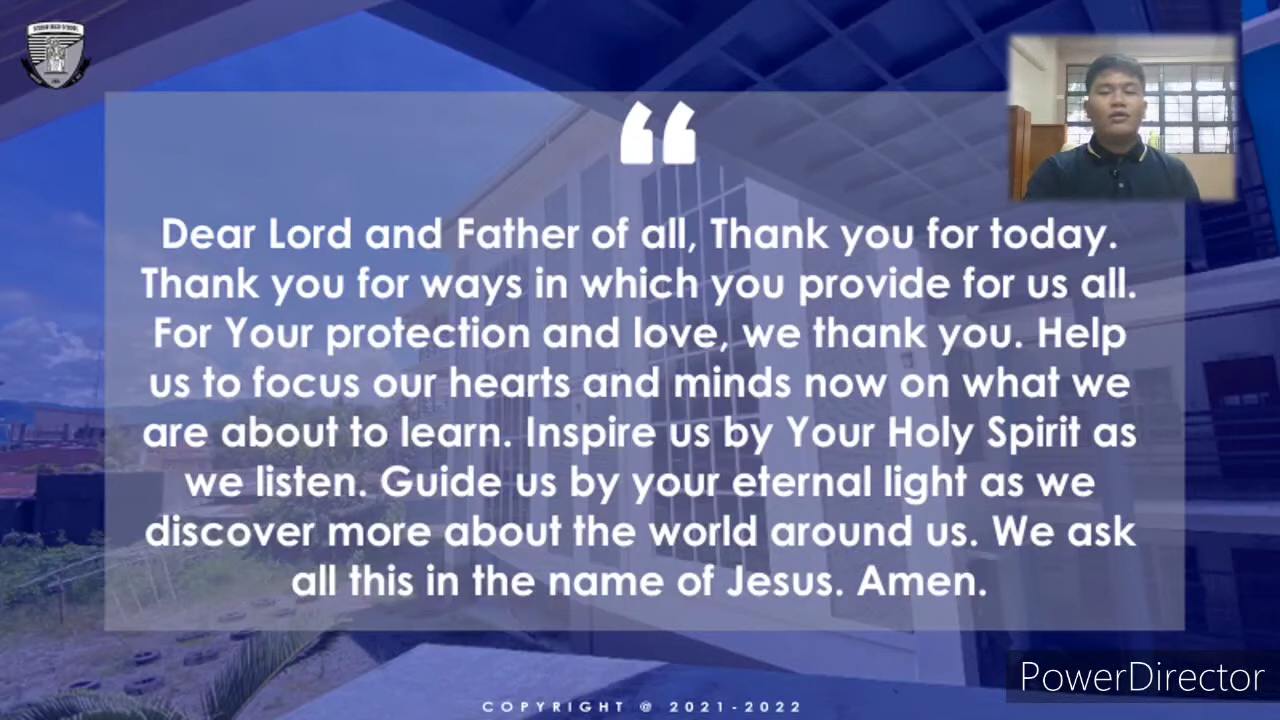 “
Dear Lord and Father of all, Thank you for today.
Thank you for ways in which you provide for us all.
For Your protection and love, we thank you. Help
us to focus our hearts and minds now on what we
are about to learn. Inspire us by Your Holy Spirit as
we listen. Guide us by your eternal light as we
discover more about the world around us. We ask
all this in the name of Jesus. Amen.
PowerDirector
COPYRIGHT @ 2021-2022